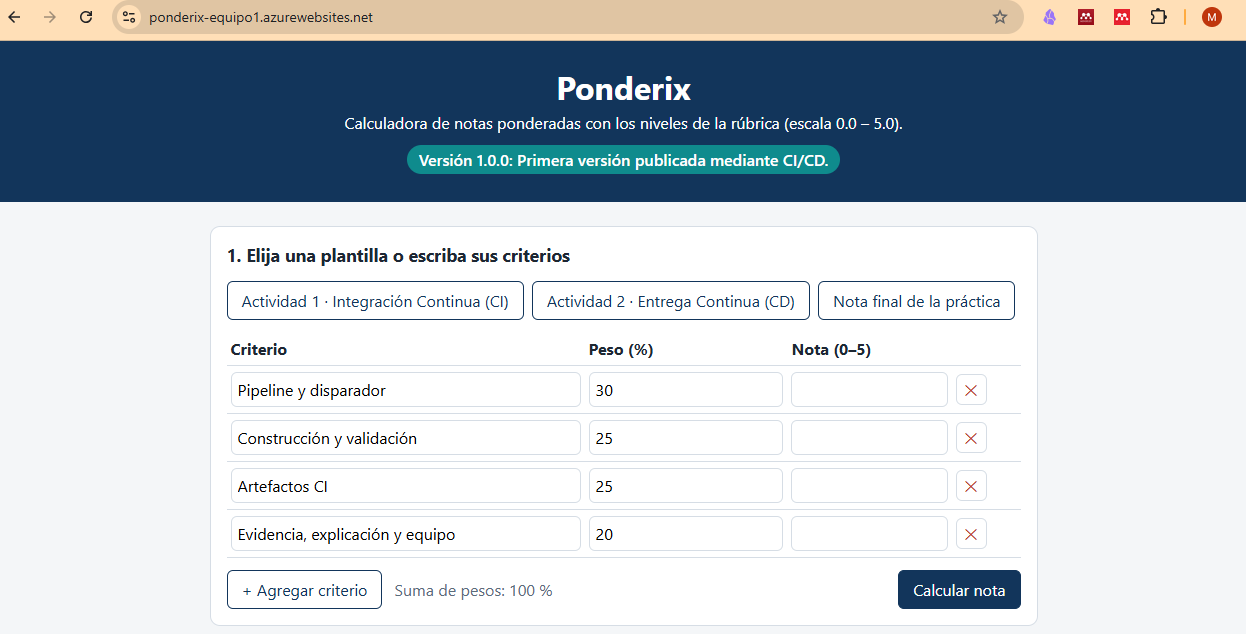 ponderix-equipo1.azurewebsites.net
M
Ponderix
Calculadora de notas ponderadas con los niveles de la rúbrica (escala 0.0 – 5.0).
Versión 1.0.0: Primera versión publicada mediante CI/CD.
1. Elija una plantilla o escriba sus criterios
Actividad 1 · Integración Continua (CI) Actividad 2 · Entrega Continua (CD) Nota final de la práctica
Criterio Peso (%) Nota (0–5)
Pipeline y disparador 30
Construcción y validación 25
Artefactos CI 25
Evidencia, explicación y equipo 20
+ Agregar criterio Suma de pesos: 100 % Calcular nota